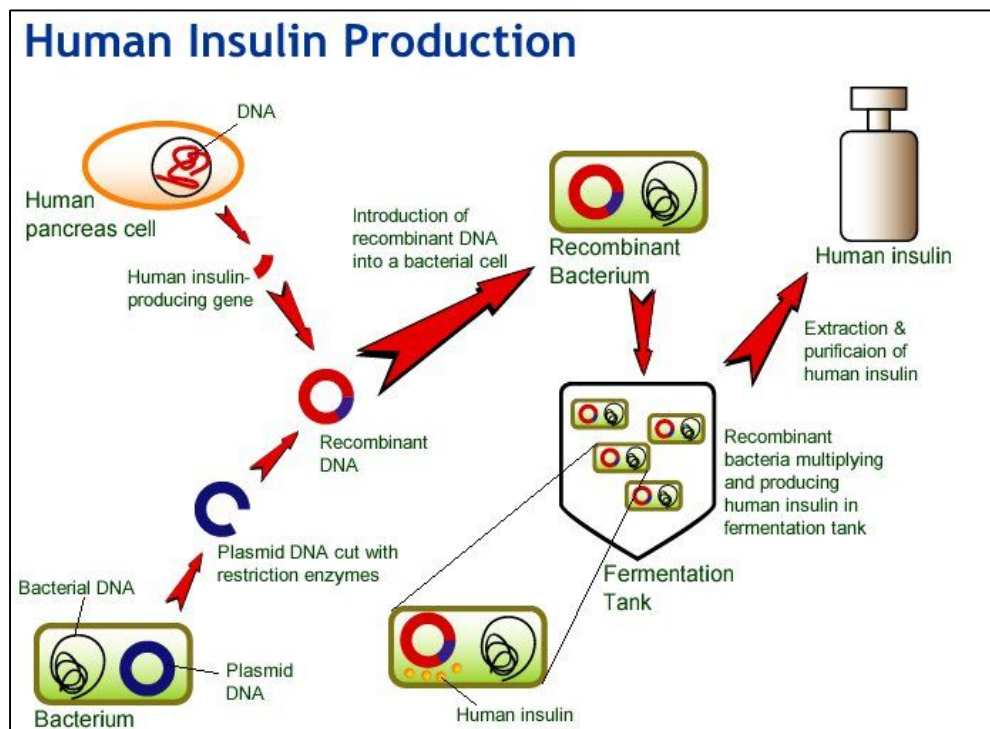 Human Insulin Production
DNA
Human
pancreas cell
Human insulin-
producing gene
Introduction of
recombinant DNA
into a bacterial cell
Recombinant
Bacterium
Human insulin
Extraction &
purificaion of
human insulin
Recombinant
DNA
Recombinant
bacteria multiplying
and producing
human insulin in
fermentation tank
Plasmid DNA cut with
restriction enzymes
Fermentation
Tank
Bacterial DNA
Plasmid
DNA
Bacterium
Human insulin